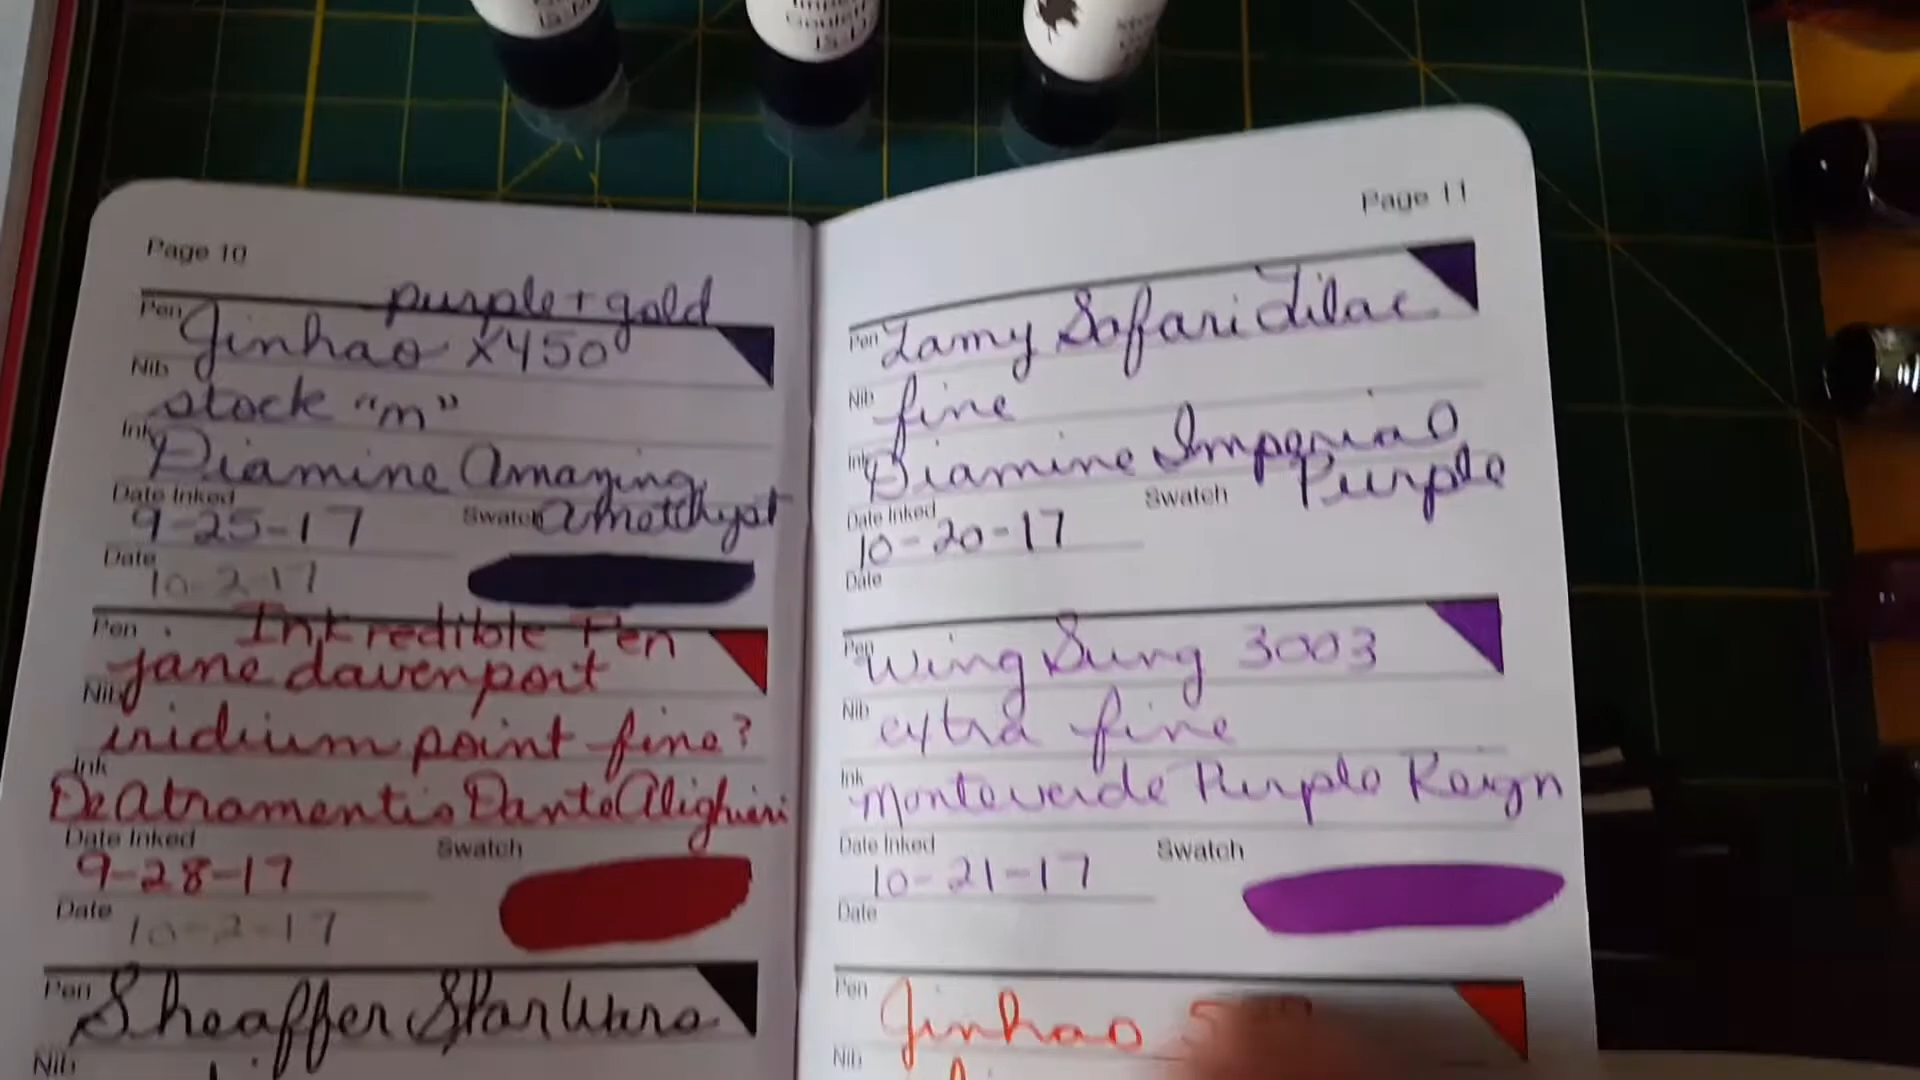 Page 10
purple + gold
Pen Jinhao X450
Nib stock "m"
Ink Diamine Amazing
Amethyst
Date Inked 9-25-17 Swatch
Date 10-2-17
Pen Inkredible Pen
jane davenport
Nib iridium point fine?
Ink DeAtramentis Dante Alighieri
Date Inked 9-28-17 Swatch
Date 10-2-17
Pen Sheaffer Star Wars
Nib
Page 11
Pen Lamy Safari Lilac
Nib fine
Ink Diamine Imperial
Purple
Date Inked 10-20-17 Swatch
Date
Pen Wing Sung 3003
Nib extra fine
Ink Monteverde Purple Reign
Date Inked 10-21-17 Swatch
Date
Pen Jinhao
Nib